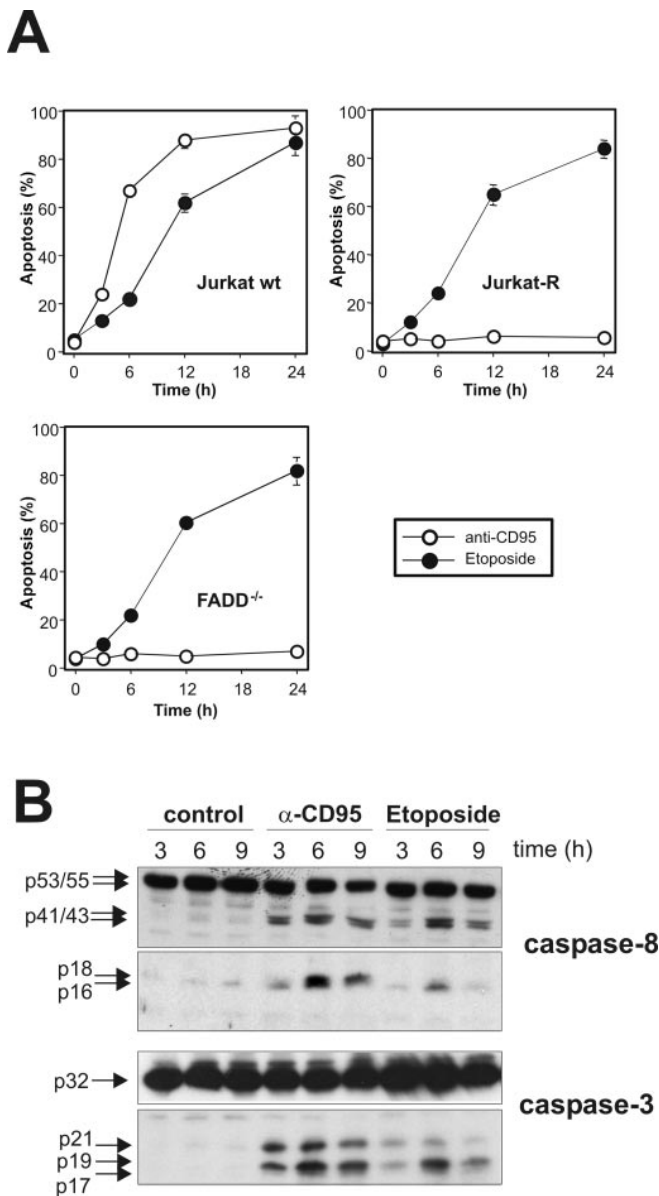 A
100
80
60
40
20
0
Apoptosis (%)
Jurkat wt
0 6 12 18 24
Time (h)
100
80
60
40
20
0
Apoptosis (%)
Jurkat-R
0 6 12 18 24
Time (h)
100
80
60
40
20
0
Apoptosis (%)
FADD-/-
0 6 12 18 24
Time (h)
anti-CD95
Etoposide
B
control α-CD95 Etoposide
3 6 9 3 6 9 3 6 9 time (h)
p53/55
p41/43
caspase-8
p18
p16
p32
caspase-3
p21
p19
p17